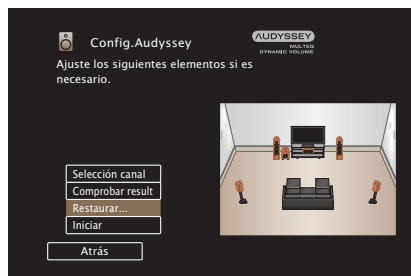 Config.Audyssey
AUDYSSEY
MULTEQ
DYNAMIC VOLUME
Ajuste los siguientes elementos si es
necesario.
Selección canal
Comprobar result
Restaurar...
Iniciar
Atrás